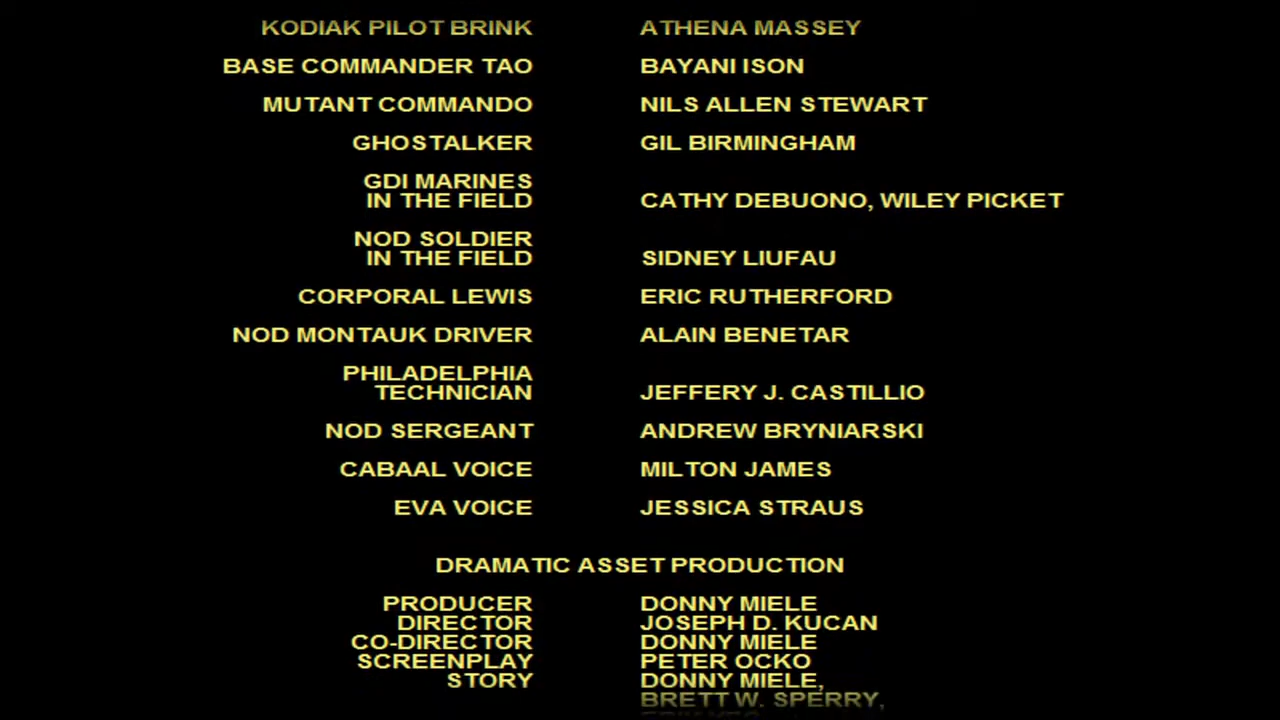 KODIAK PILOT BRINK ATHENA MASSEY
BASE COMMANDER TAO BAYANI ISON
MUTANT COMMANDO NILS ALLEN STEWART
GHOSTALKER GIL BIRMINGHAM
GDI MARINES
IN THE FIELD CATHY DEBUONO, WILEY PICKET
NOD SOLDIER
IN THE FIELD SIDNEY LIUFAU
CORPORAL LEWIS ERIC RUTHERFORD
NOD MONTAUK DRIVER ALAIN BENETAR
PHILADELPHIA
TECHNICIAN JEFFERY J. CASTILLIO
NOD SERGEANT ANDREW BRYNIARSKI
CABAAL VOICE MILTON JAMES
EVA VOICE JESSICA STRAUS
DRAMATIC ASSET PRODUCTION
PRODUCER DONNY MIELE
DIRECTOR JOSEPH D. KUCAN
CO-DIRECTOR DONNY MIELE
SCREENPLAY PETER OCKO
STORY DONNY MIELE,
BRETT W. SPERRY,